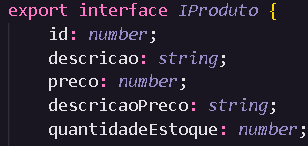 export interface IProduto {
id: number;
descricao: string;
preco: number;
descricaoPreco: string;
quantidadeEstoque: number;